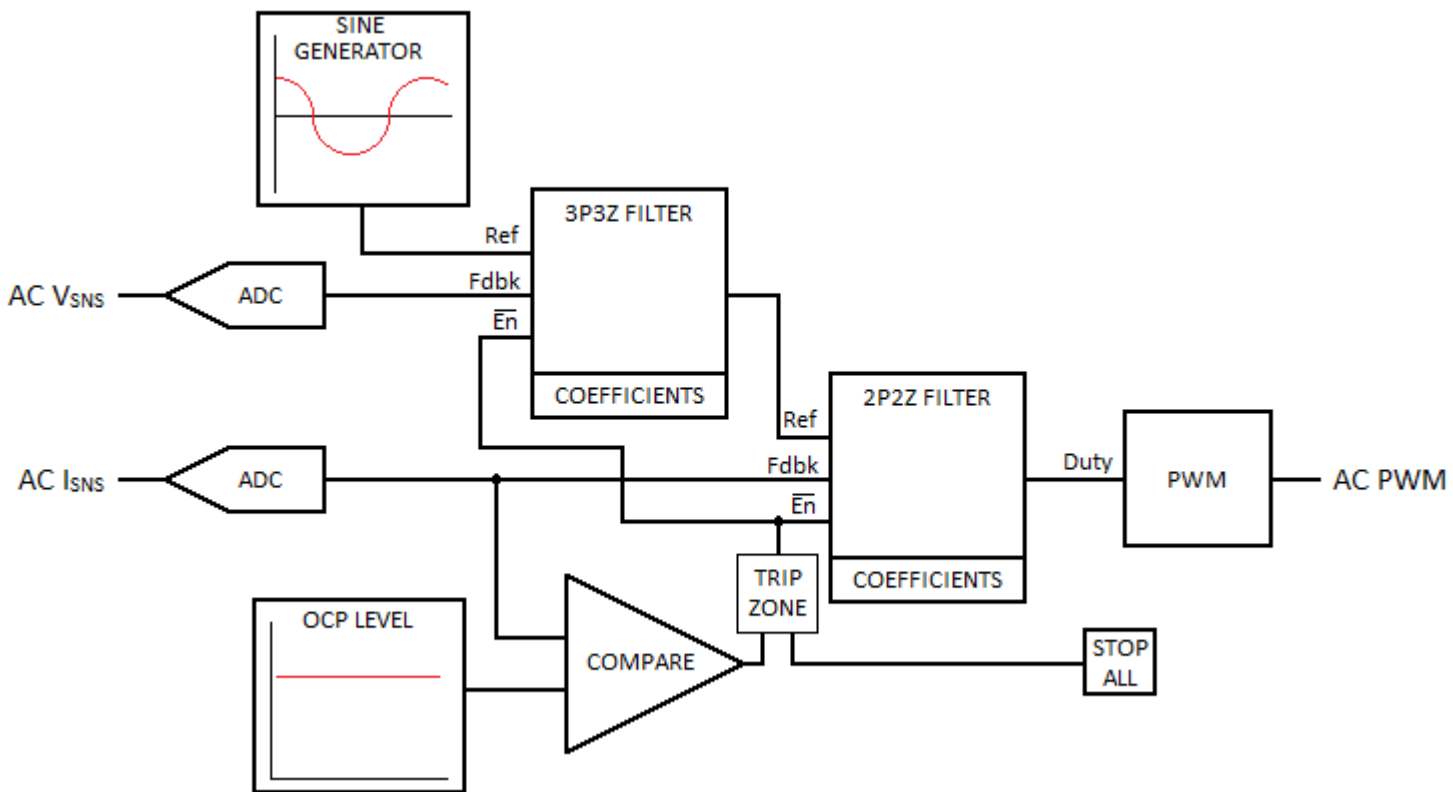 SINE
GENERATOR
3P3Z FILTER
Ref
AC VSNS
ADC
Fdbk
En
COEFFICIENTS
2P2Z FILTER
Ref
AC ISNS
ADC
Fdbk
Duty
PWM
AC PWM
En
TRIP
ZONE
COEFFICIENTS
OCP LEVEL
COMPARE
STOP
ALL